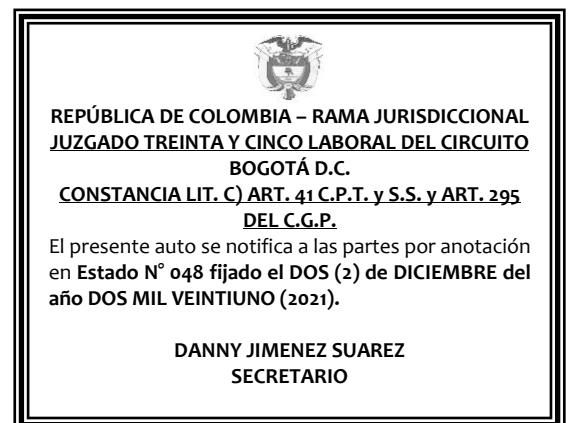 REPÚBLICA DE COLOMBIA – RAMA JURISDICCIONAL
JUZGADO TREINTA Y CINCO LABORAL DEL CIRCUITO
BOGOTÁ D.C.
CONSTANCIA LIT. C) ART. 41 C.P.T. y S.S. y ART. 295
DEL C.G.P.
El presente auto se notifica a las partes por anotación
en Estado N° 048 fijado el DOS (2) de DICIEMBRE del
año DOS MIL VEINTIUNO (2021).
DANNY JIMENEZ SUAREZ
SECRETARIO